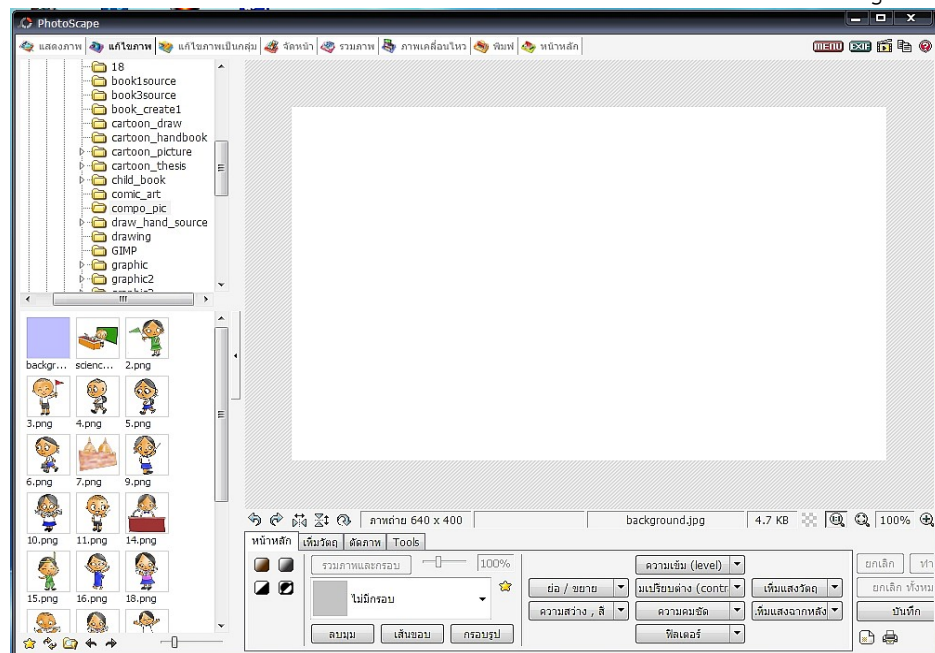 PhotoScape
แสดงภาพ แก้ไขภาพ แก้ไขภาพเป็นกลุ่ม จัดหน้า รวมภาพ ภาพเคลื่อนไหว พิมพ์ หน้าหลัก MENU EXIF
18
book1source
book3source
book_create1
cartoon_draw
cartoon_handbook
cartoon_picture
cartoon_thesis
child_book
comic_art
compo_pic
draw_hand_source
drawing
GIMP
graphic
graphic2
backgr... scienc... 2.png
3.png 4.png 5.png
6.png 7.png 9.png
10.png 11.png 14.png
15.png 16.png 18.png
ภาพถ่าย 640 x 400 background.jpg 4.7 KB 100%
หน้าหลัก เพิ่มวัตถุ ตัดภาพ Tools
รวมภาพและกรอบ 100% ความเข้ม (level) ยกเลิก ทำ
ไม่มีกรอบ ย่อ / ขยาย มเปรียบต่าง (contr เพิ่มแสงวัตถุ ยกเลิก ทั้งหม
ความสว่าง , สี ความคมชัด เพิ่มแสงฉากหลัง บันทึก
ลบมุม เส้นขอบ กรอบรูป ฟิลเตอร์